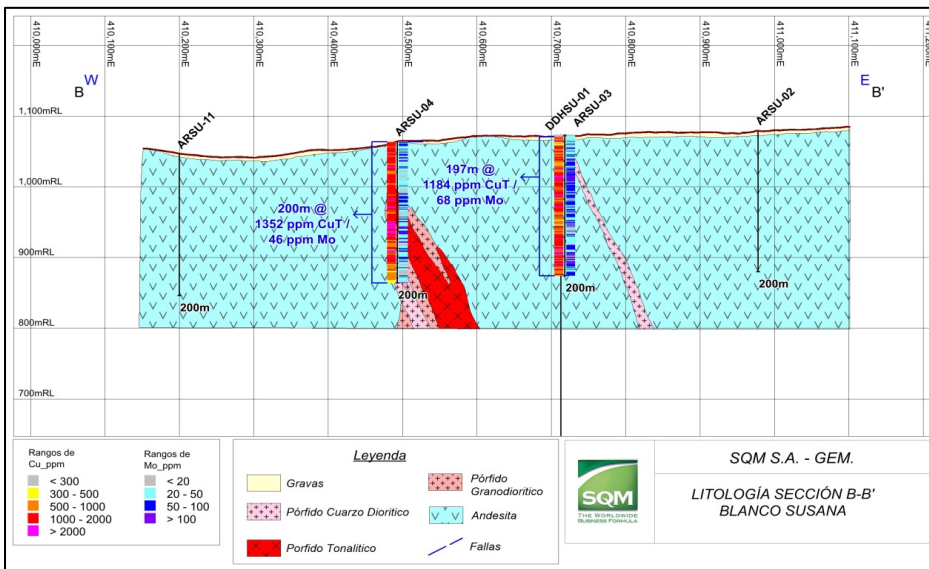 410,000mE
410,100mE
410,200mE
410,300mE
410,400mE
410,500mE
410,600mE
410,700mE
410,800mE
410,900mE
411,000mE
411,100mE
W
B
E
B'
1,100mRL
1,000mRL
900mRL
800mRL
700mRL
ARSU-11
ARSU-04
DDHSU-01
ARSU-03
ARSU-02
200m @
1352 ppm CuT /
46 ppm Mo
197m @
1184 ppm CuT /
68 ppm Mo
200m
200m
200m
200m
Rangos de
Cu_ppm
< 300
300 - 500
500 - 1000
1000 - 2000
> 2000
Rangos de
Mo_ppm
< 20
20 - 50
50 - 100
> 100
Leyenda
Gravas
Pórfido Cuarzo Dioritico
Porfido Tonalítico
Pórfido
Granodiorítico
Andesita
Fallas
SQM
THE WORLDWIDE
BUSINESS FORMULA
SQM S.A. - GEM.
LITOLOGÍA SECCIÓN B-B'
BLANCO SUSANA